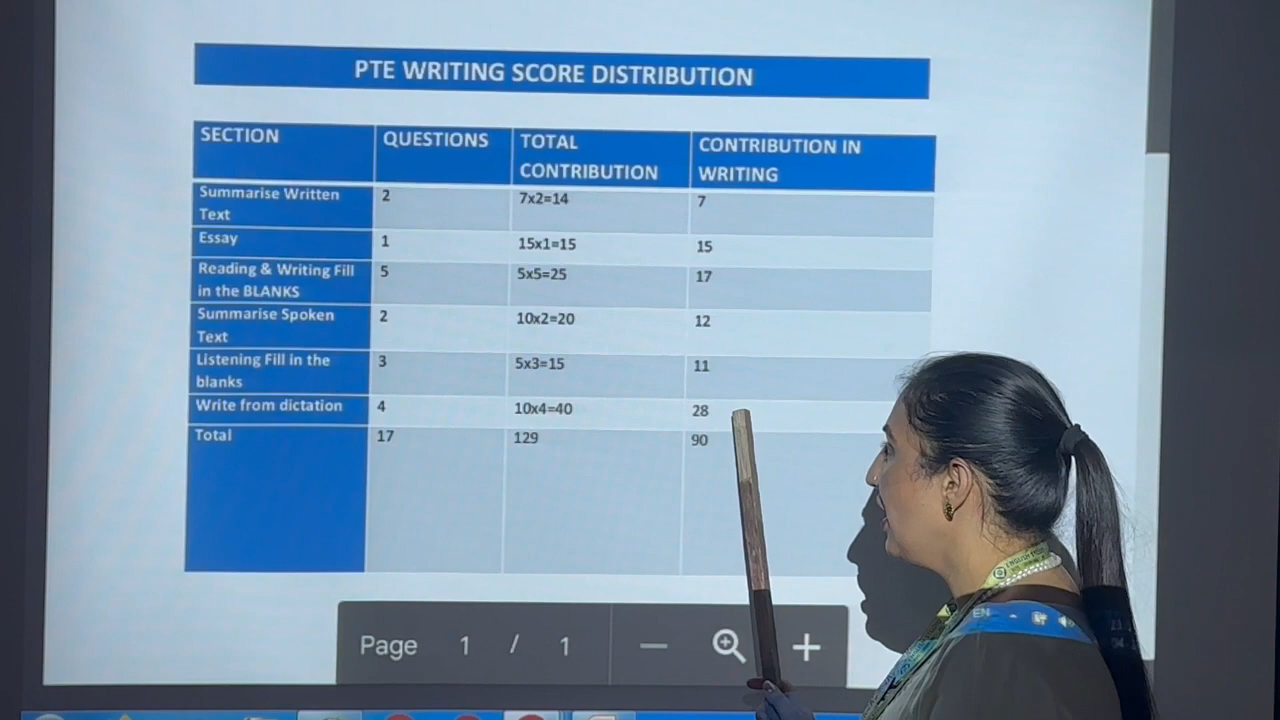 PTE WRITING SCORE DISTRIBUTION
SECTION QUESTIONS TOTAL CONTRIBUTION IN
CONTRIBUTION WRITING
Summarise Written 2 7x2=14 7
Text
Essay 1 15x1=15 15
Reading & Writing Fill 5 5x5=25 17
in the BLANKS
Summarise Spoken 2 10x2=20 12
Text
Listening Fill in the 3 5x3=15 11
blanks
Write from dictation 4 10x4=40 28
Total 17 129 90
Page 1 / 1
EN